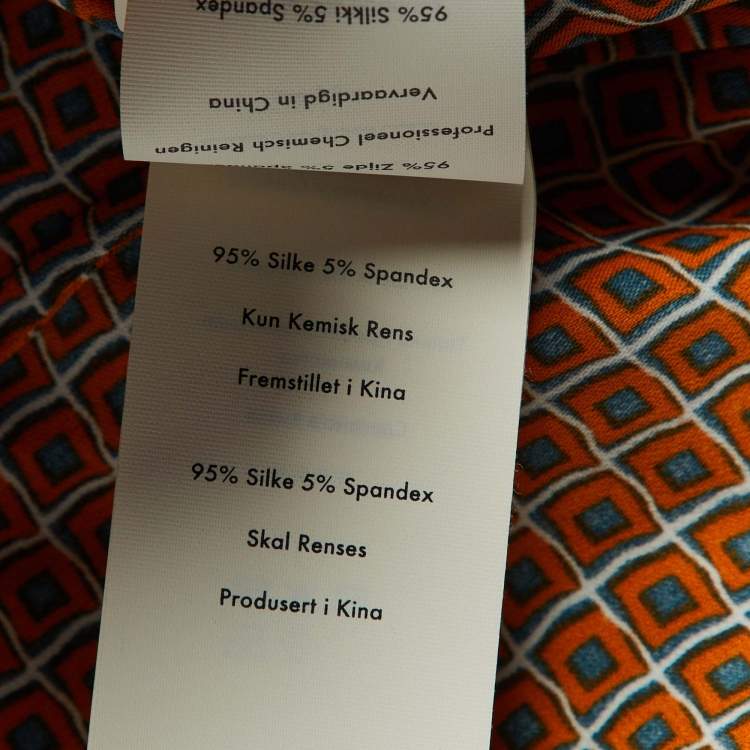 95% Silkki 5% Spandex
Vervaardigd in China
Professioneel Chemisch Reinigen
95% Zijde 5% Spandex
95% Silke 5% Spandex
Kun Kemisk Rens
Fremstillet i Kina
95% Silke 5% Spandex
Skal Renses
Produsert i Kina